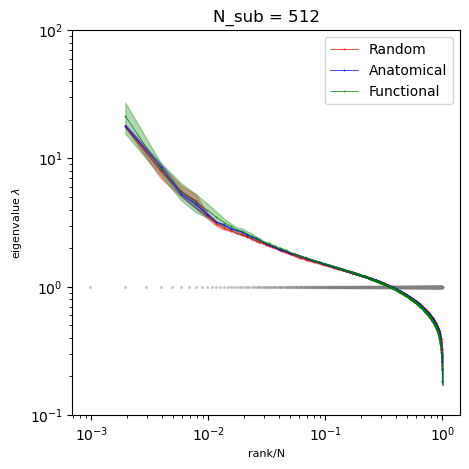 N_sub = 512
10²
10¹
10⁰
10⁻¹
eigenvalue λ
Random
Anatomical
Functional
10⁻³
10⁻²
10⁻¹
10⁰
rank/N